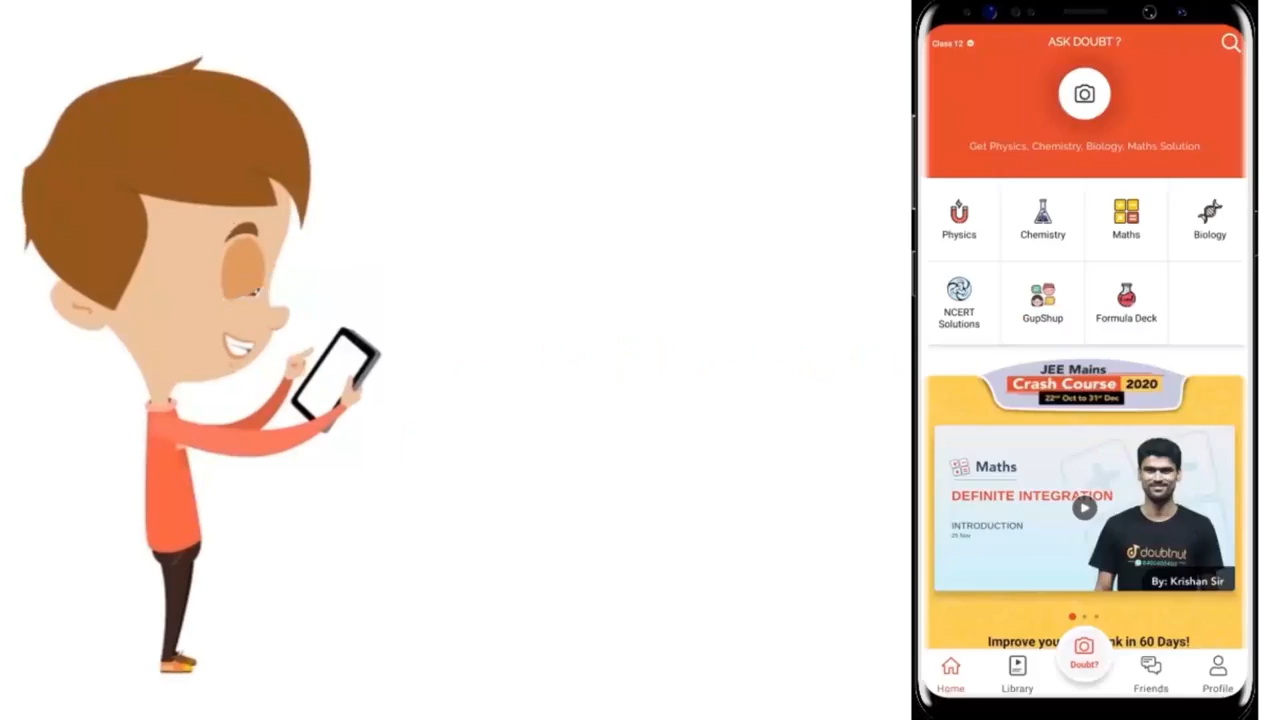 Class 12
ASK DOUBT ?
Get Physics, Chemistry, Biology, Maths Solution
Physics
Chemistry
Maths
Biology
NCERT
Solutions
GupShup
Formula Deck
JEE Mains
Crash Course 2020
22nd Oct to 31st Dec
Maths
DEFINITE INTEGRATION
INTRODUCTION
doubtnut
By: Krishan Sir
in 60 Days!
Doubt?
Home
Library
Friends
Profile